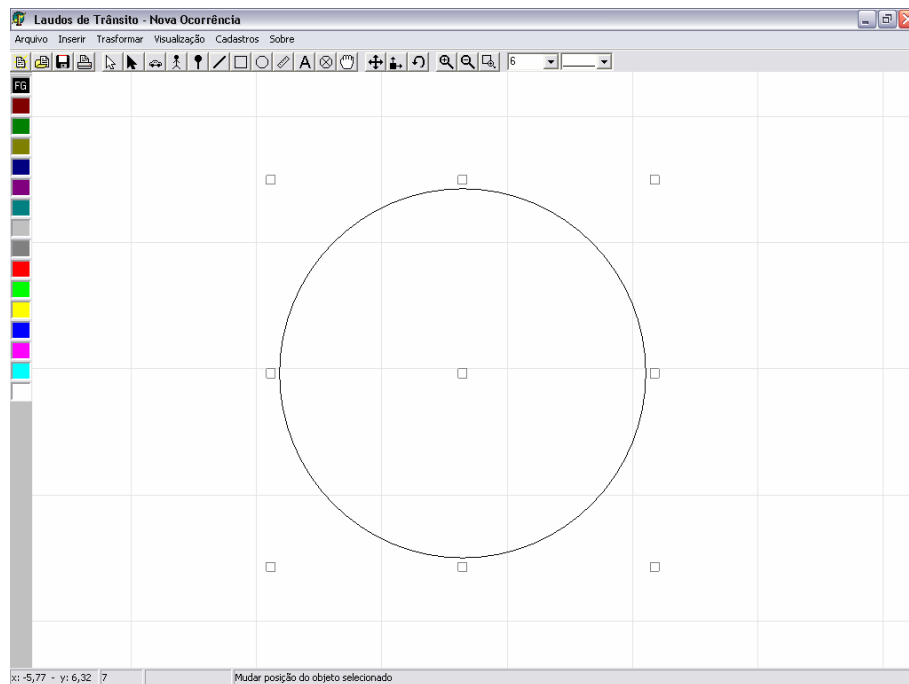 Laudos de Trânsito - Nova Ocorrência
Arquivo Inserir Trasformar Visualização Cadastros Sobre
A 6
FG
x: -5,77 - y: 6,32 7 Mudar posição do objeto selecionado